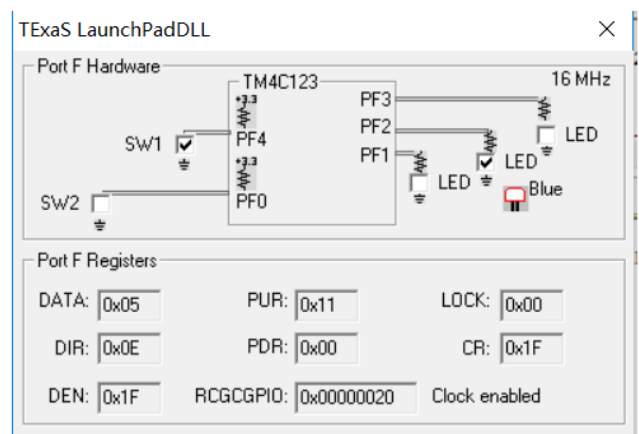 TExaS LaunchPadDLL
Port F Hardware
TM4C123
16 MHz
+3.3
PF3
PF2
PF1
PF4
SW1
LED
LED
LED
Blue
+3.3
PF0
SW2
Port F Registers
DATA: 0x05 PUR: 0x11 LOCK: 0x00
DIR: 0x0E PDR: 0x00 CR: 0x1F
DEN: 0x1F RCGCGPIO: 0x00000020 Clock enabled